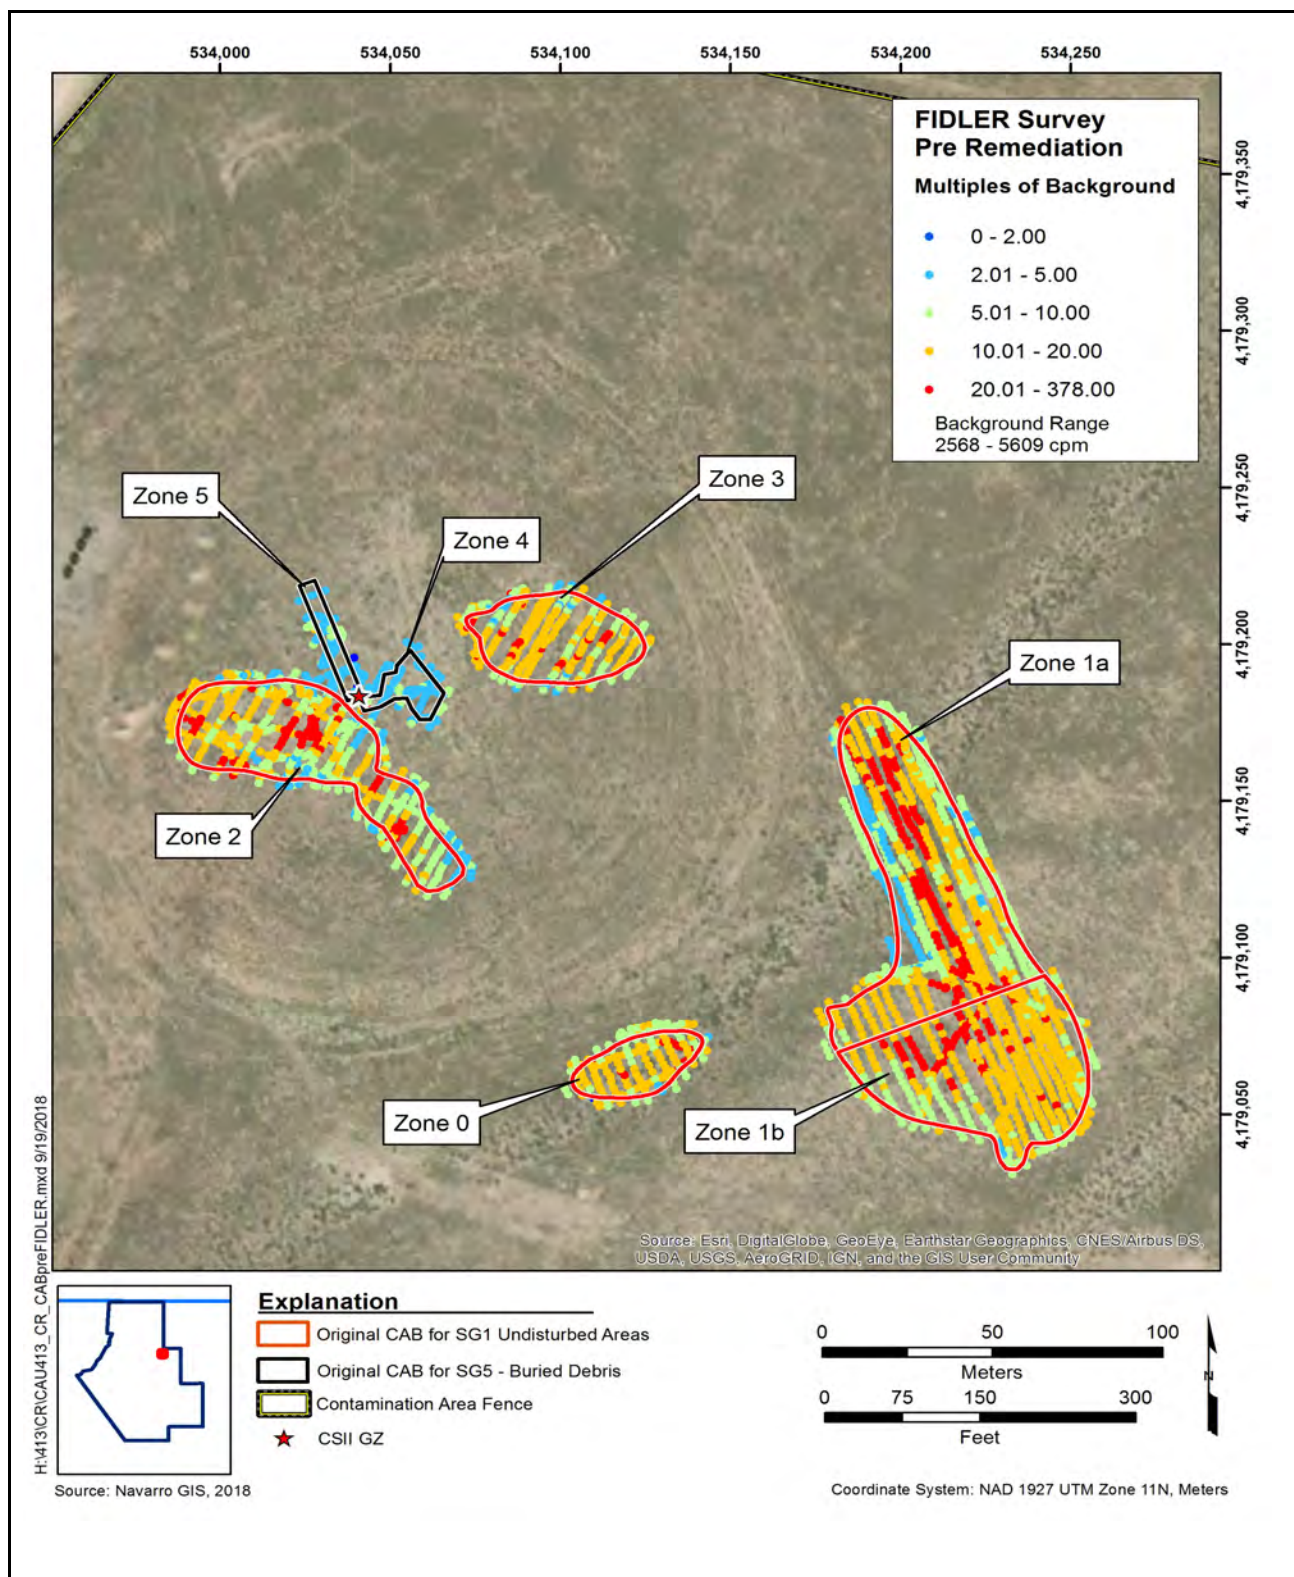 534,000
534,050
534,100
534,150
534,200
534,250
FIDLER Survey
Pre Remediation
Multiples of Background
0 - 2.00
2.01 - 5.00
5.01 - 10.00
10.01 - 20.00
20.01 - 378.00
Background Range
2568 - 5609 cpm
4,179,350
4,179,300
4,179,250
4,179,200
4,179,150
4,179,100
4,179,050
Zone 5
Zone 4
Zone 3
Zone 1a
Zone 2
Zone 0
Zone 1b
Source: Esri, DigitalGlobe, GeoEye, Earthstar Geographics, CNES/Airbus DS,
USDA, USGS, AeroGRID, IGN, and the GIS User Community
H:\413\CR\CAU413_CR_CABpreFIDLER.mxd 9/19/2018
Explanation
Original CAB for SG1 Undisturbed Areas
Original CAB for SG5 - Buried Debris
Contamination Area Fence
CSII GZ
0 50 100
Meters
0 75 150 300
Feet
N
Source: Navarro GIS, 2018
Coordinate System: NAD 1927 UTM Zone 11N, Meters